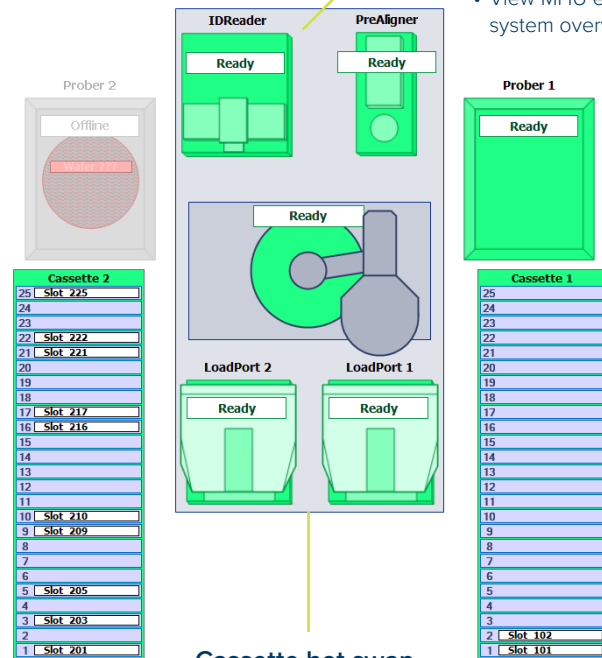 • View MHU e
system over
IDReader
PreAligner
Ready
Ready
Prober 2
Offline
Wafer ???
Prober 1
Ready
Ready
Cassette 2
25 Slot 225
24
23
22 Slot 222
21 Slot 221
20
19
18
17 Slot 217
16 Slot 216
15
14
13
12
11
10 Slot 210
9 Slot 209
8
7
6
5 Slot 205
4
3 Slot 203
2
1 Slot 201
LoadPort 2
LoadPort 1
Ready
Ready
Cassette 1
25
24
23
22
21
20
19
18
17
16
15
14
13
12
11
10
9
8
7
6
5
4
3
2 Slot 102
1 Slot 101
Cassette hot swap